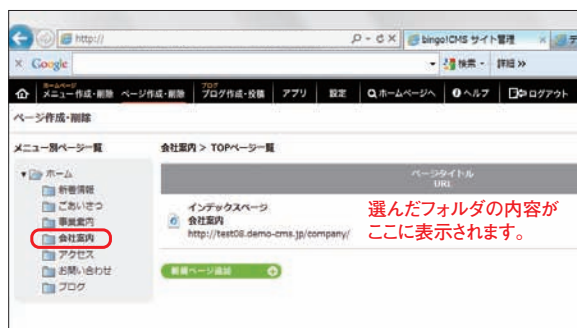 http://
bingo!CMS サイト管理
Google
検索
詳細 »
ホームページ
メニュー作成・削除
ページ作成・削除
ブログ
ブログ作成・投稿
アプリ
設定
ホームページへ
ヘルプ
ログアウト
ページ作成・削除
メニュー別ページ一覧
会社案内 > TOPページ一覧
ホーム
新着情報
ごあいさつ
事業案内
会社案内
アクセス
お問い合わせ
ブログ
ページタイトル
URL
インデックスページ
会社案内
http://test08.demo-cms.jp/company/
選んだフォルダの内容が
ここに表示されます。
新規ページ追加